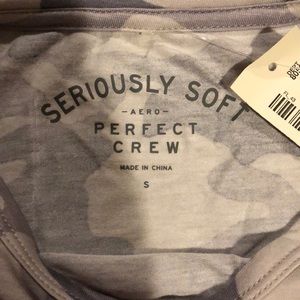 SERIOUSLY SOFT
-AERO-
PERFECT
CREW
MADE IN CHINA
S